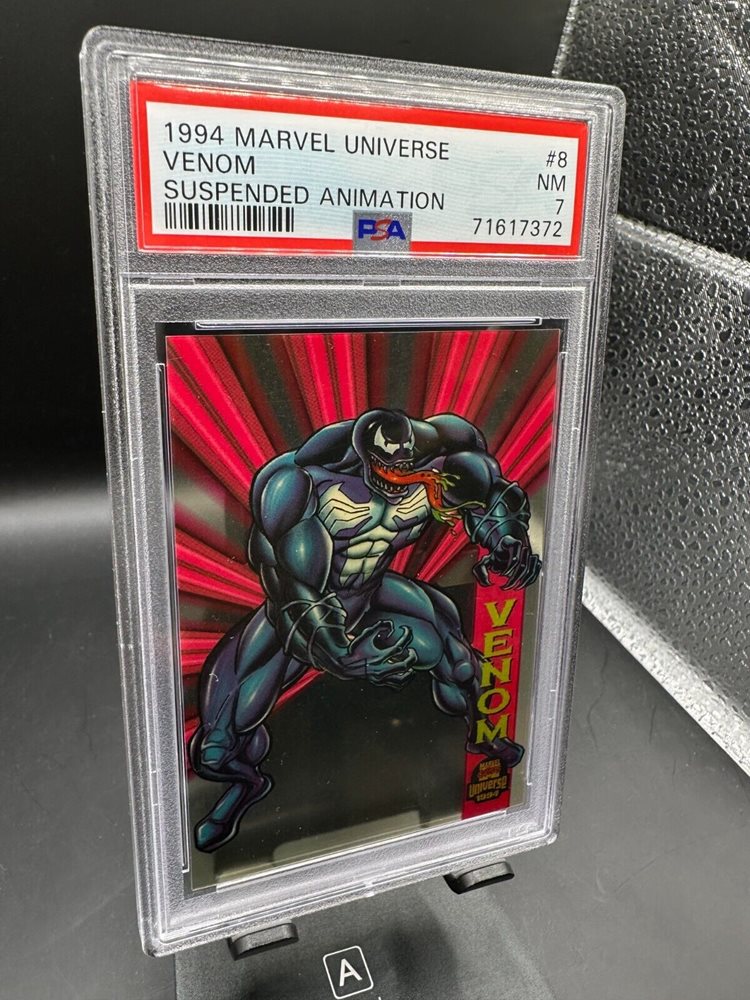 1994 MARVEL UNIVERSE #8
VENOM NM
SUSPENDED ANIMATION 7
PSA 71617372
VENOM
MARVEL
UNIVERSE
1994
A